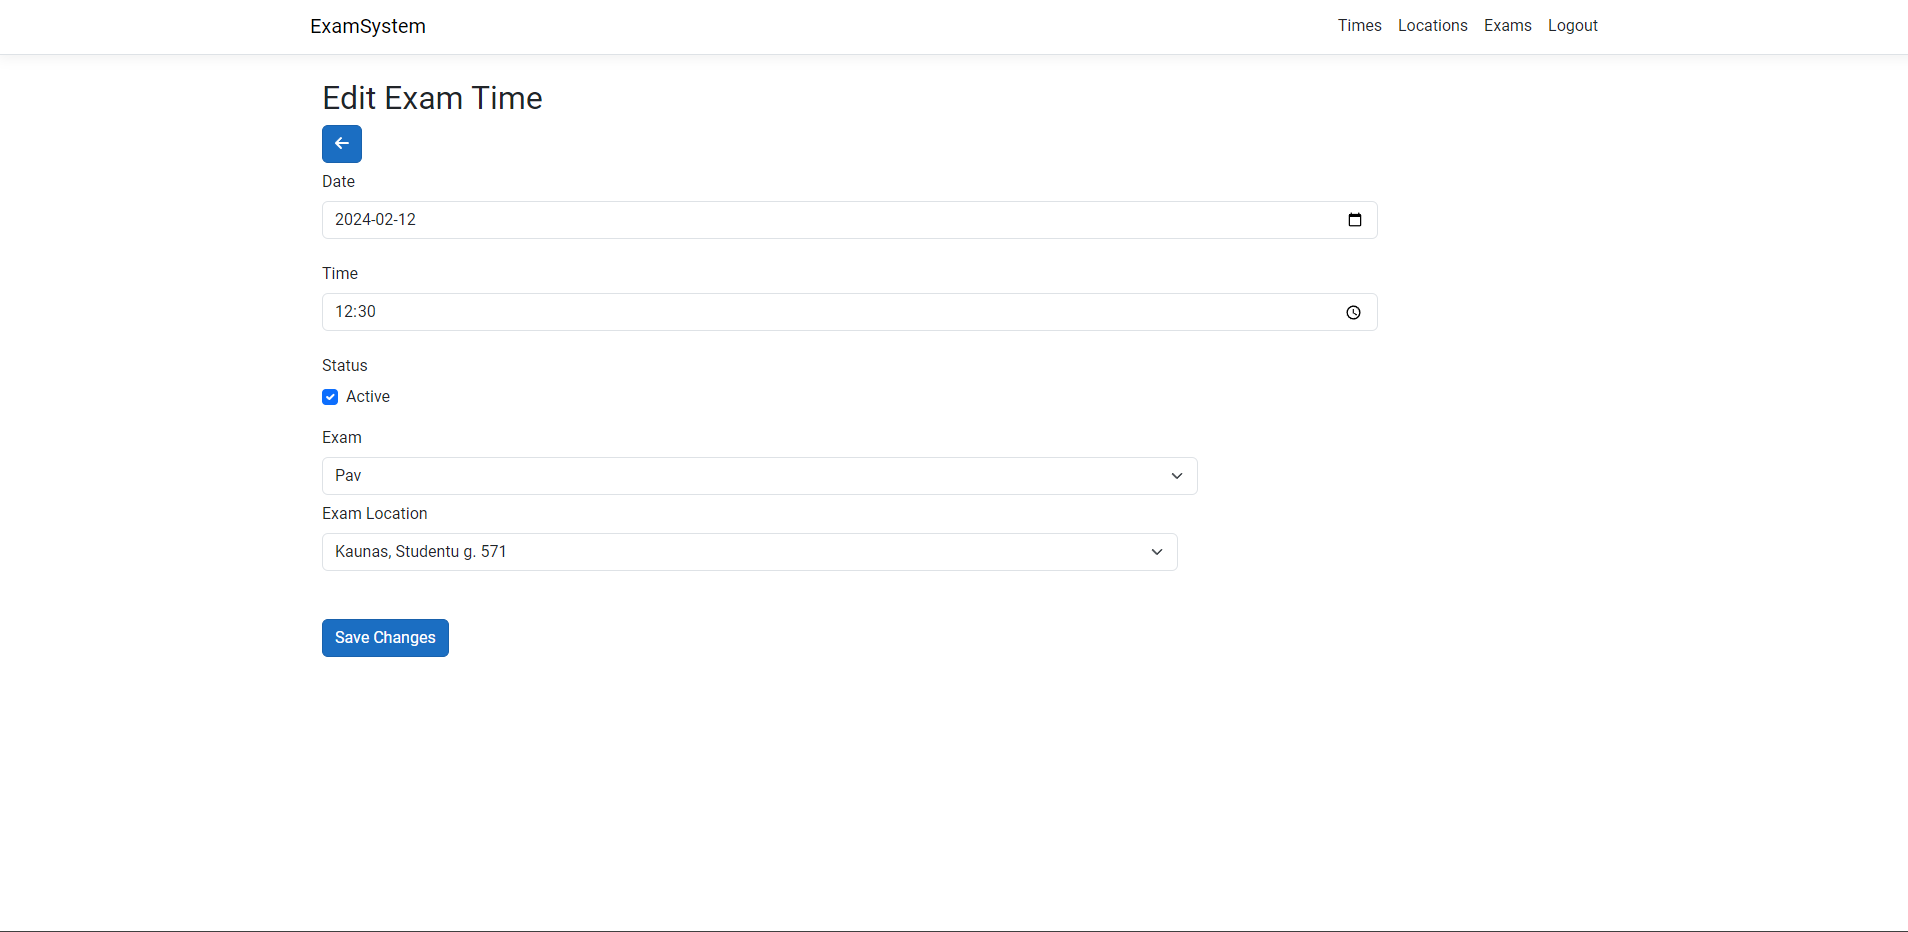 ExamSystem
Times Locations Exams Logout
Edit Exam Time
Date
2024-02-12
Time
12:30
Status
Active
Exam
Pav
Exam Location
Kaunas, Studentu g. 571
Save Changes